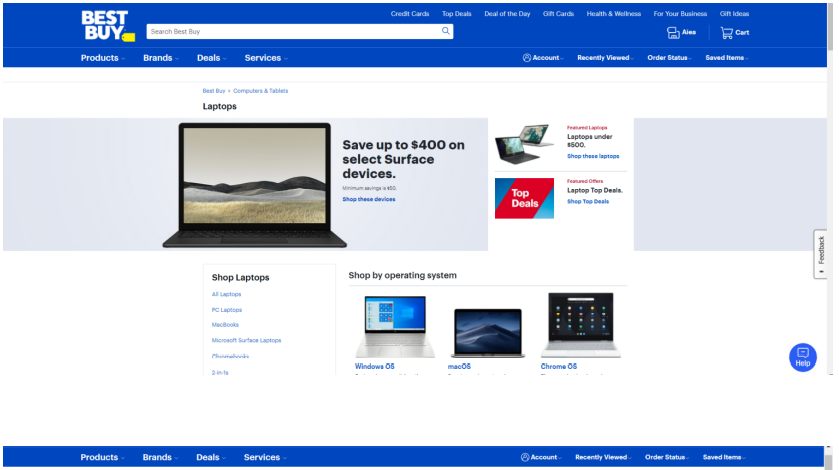 BEST BUY
Credit Cards Top Deals Deal of the Day Gift Cards Health & Wellness For Your Business Gift Ideas
Search Best Buy
Aiea Cart
Products Brands Deals Services
Account Recently Viewed Order Status Saved Items
Best Buy › Computers & Tablets
Laptops
Save up to $400 on
select Surface
devices.
Minimum savings is $50.
Shop these devices
Featured Laptops
Laptops under
$500.
Shop these laptops
Top
Deals
Featured Offers
Laptop Top Deals.
Shop Top Deals
Feedback
Shop Laptops
All Laptops
PC Laptops
MacBooks
Microsoft Surface Laptops
Chromebooks
2-in-1s
Shop by operating system
Windows OS
macOS
Chrome OS
Help
Products Brands Deals Services
Account Recently Viewed Order Status Saved Items